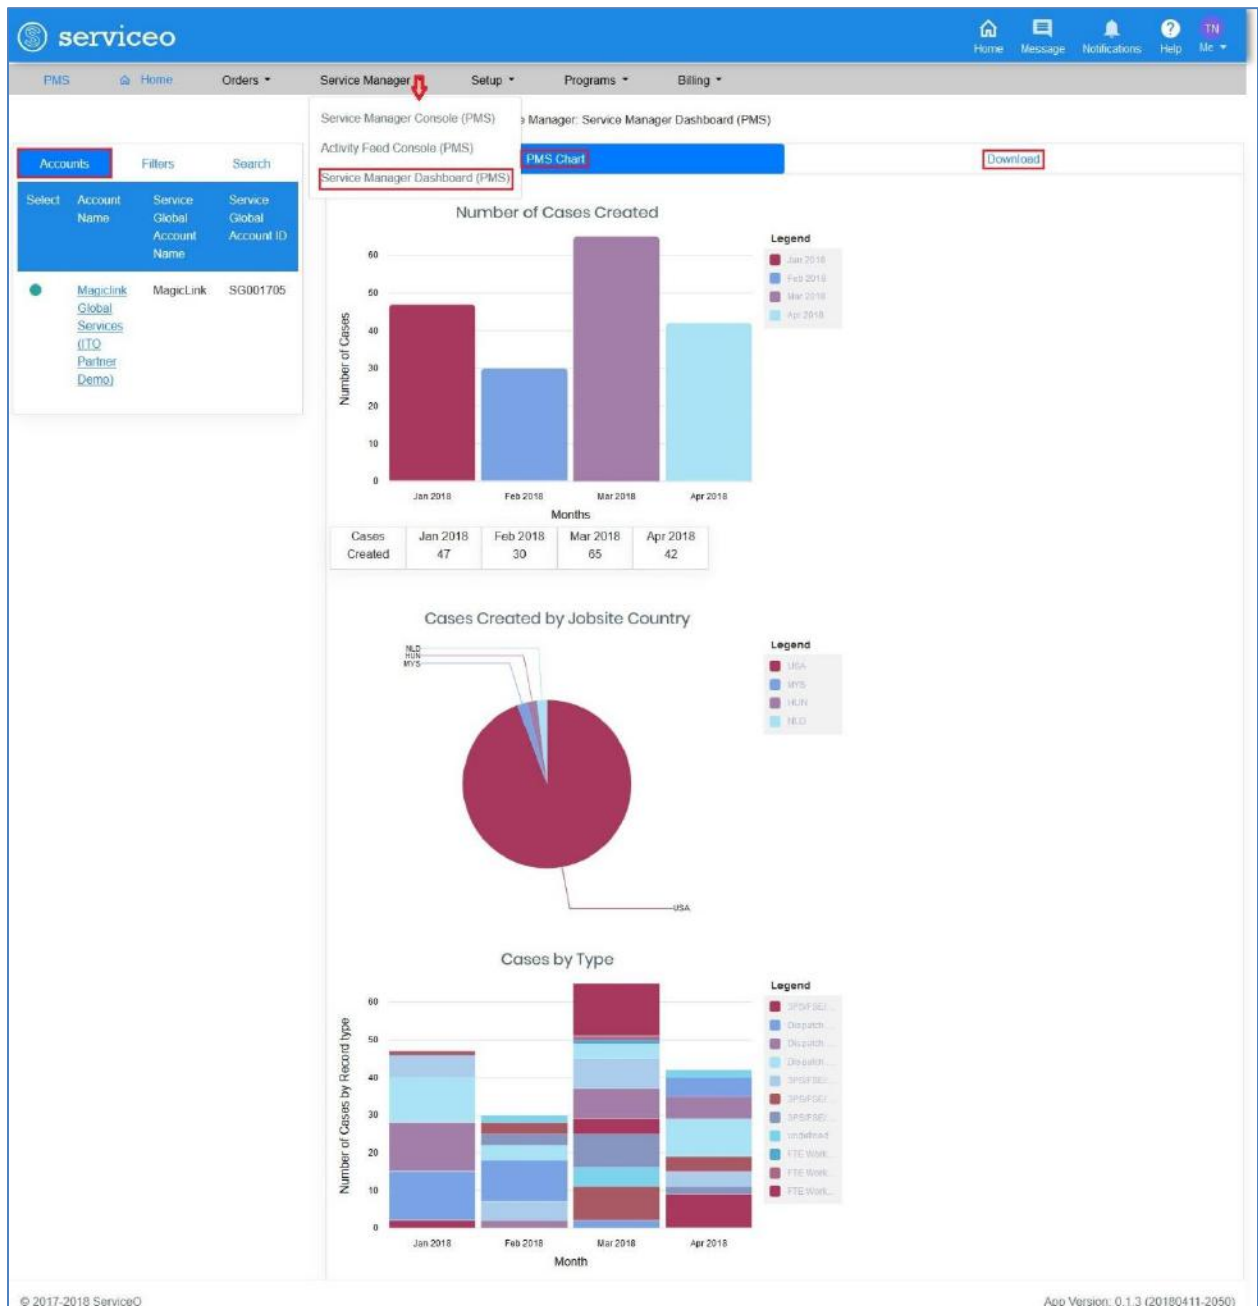 serviceo
Home Message Notifications Help Me
TN
PMS Home Orders Service Manager Setup Programs Billing
Service Manager Console (PMS)
Activity Feed Console (PMS)
Service Manager Dashboard (PMS)
Manager: Service Manager Dashboard (PMS)
Accounts Filters Search
PMS Chart
Download
Select Account Name Service Global Account Name Service Global Account ID
Magiclink Global Services (ITO Partner Demo) MagicLink SG001705
Number of Cases Created
Number of Cases
60
50
40
30
20
10
0
Jan 2018 Feb 2018 Mar 2018 Apr 2018
Months
Legend
Jan 2018
Feb 2018
Mar 2018
Apr 2018
Cases Created Jan 2018 Feb 2018 Mar 2018 Apr 2018
47 30 65 42
Cases Created by Jobsite Country
NLD
HUN
MYS
USA
Legend
USA
MYS
HUN
NLD
Cases by Type
Number of Cases by Record type
60
50
40
30
20
10
0
Jan 2018 Feb 2018 Mar 2018 Apr 2018
Month
Legend
3PS/FSE/...
Dispatch ...
Dispatch ...
Dispatch ...
3PS/FSE/...
3PS/FSE/...
3PS/FSE/...
undefined
FTE Work...
FTE Work...
FTE Work...
© 2017-2018 ServiceO
App Version: 0.1.3 (20180411-2050)